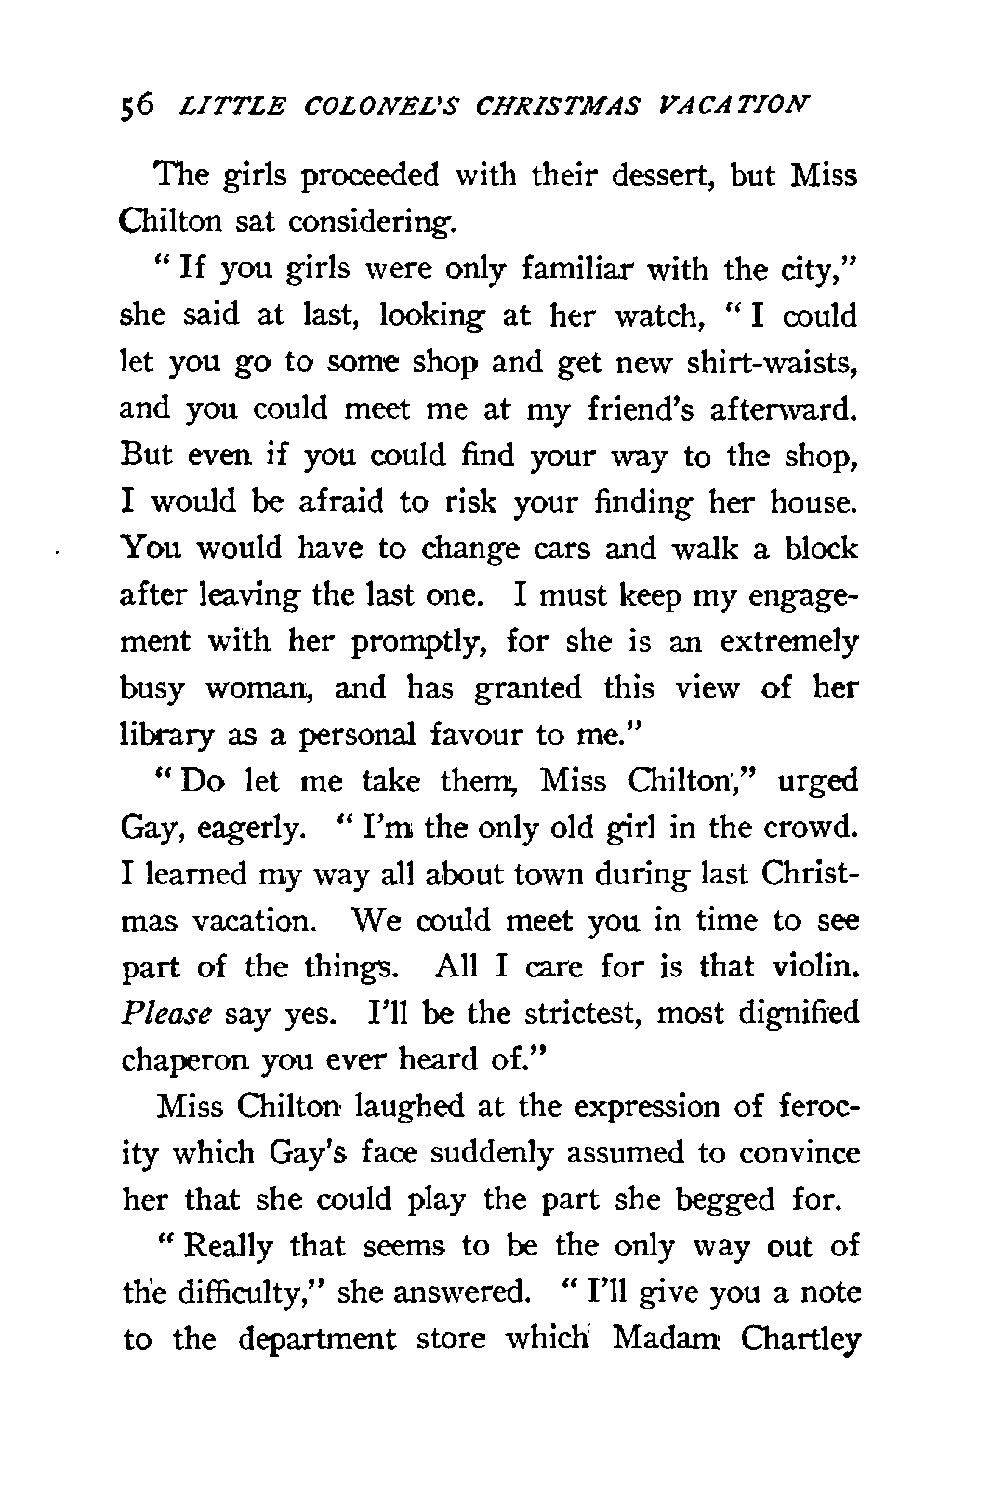 56 LITTLE COLONEL'S CHRISTMAS VACATION
The girls proceeded with their dessert, but Miss
Chilton sat considering.
" If you girls were only familiar with the city,"
she said at last, looking at her watch, " I could
let you go to some shop and get new shirt-waists,
and you could meet me at my friend's afterward.
But even if you could find your way to the shop,
I would be afraid to risk your finding her house.
You would have to change cars and walk a block
after leaving the last one. I must keep my engage-
ment with her promptly, for she is an extremely
busy woman, and has granted this view of her
library as a personal favour to me."
" Do let me take them, Miss Chilton," urged
Gay, eagerly. " I'm the only old girl in the crowd.
I learned my way all about town during last Christ-
mas vacation. We could meet you in time to see
part of the things. All I care for is that violin.
Please say yes. I'll be the strictest, most dignified
chaperon you ever heard of."
Miss Chilton laughed at the expression of feroc-
ity which Gay's face suddenly assumed to convince
her that she could play the part she begged for.
" Really that seems to be the only way out of
the difficulty," she answered. " I'll give you a note
to the department store which Madam Chartley